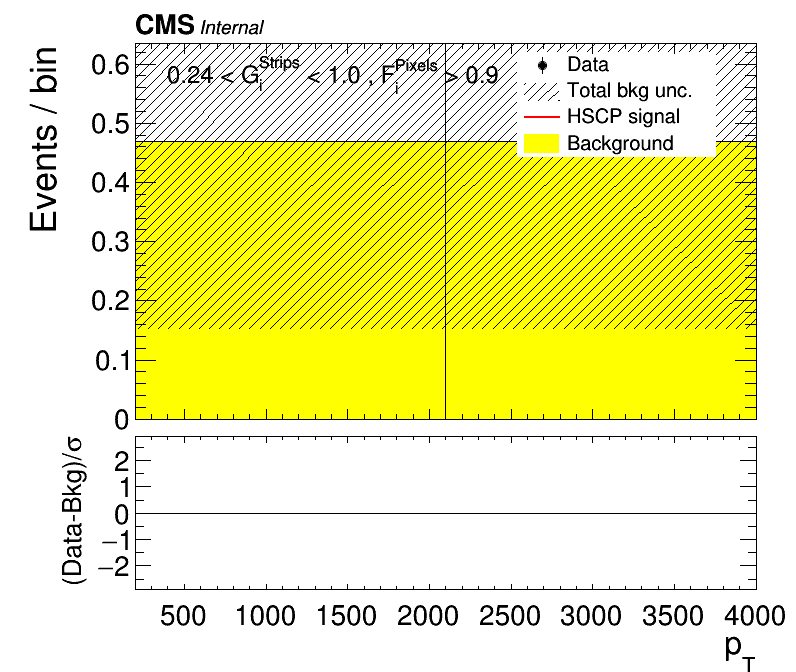 CMS Internal
Events / bin
0.6
0.5
0.4
0.3
0.2
0.1
0
0.24 < G_i^Strips < 1.0 , F_i^Pixels > 0.9
Data
Total bkg unc.
HSCP signal
Background
(Data-Bkg)/σ
2
1
0
−1
−2
500 1000 1500 2000 2500 3000 3500 4000
p_T